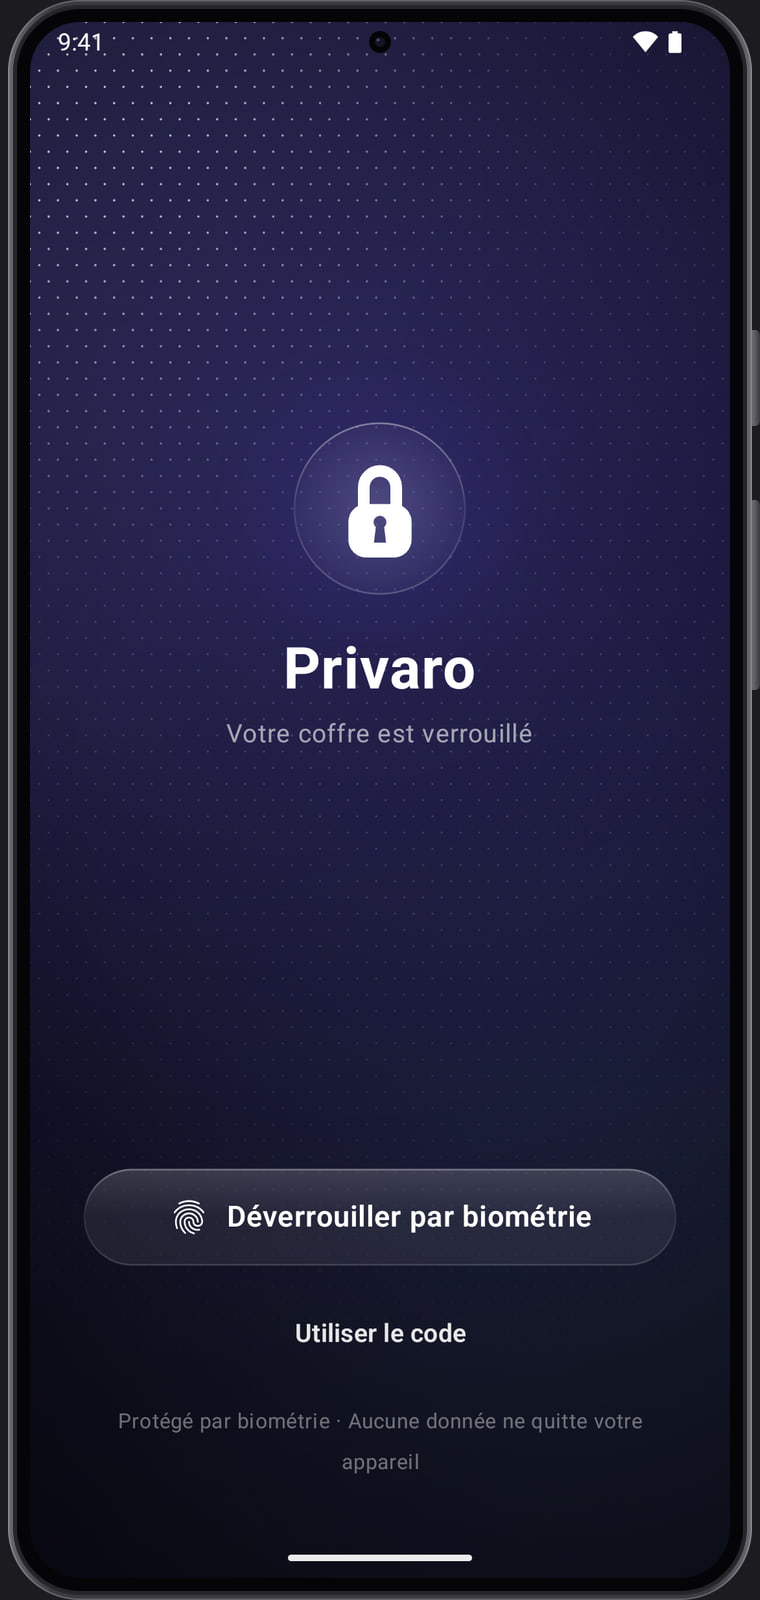 9:41
Privaro
Votre coffre est verrouillé
Déverrouiller par biométrie
Utiliser le code
Protégé par biométrie · Aucune donnée ne quitte votre
appareil